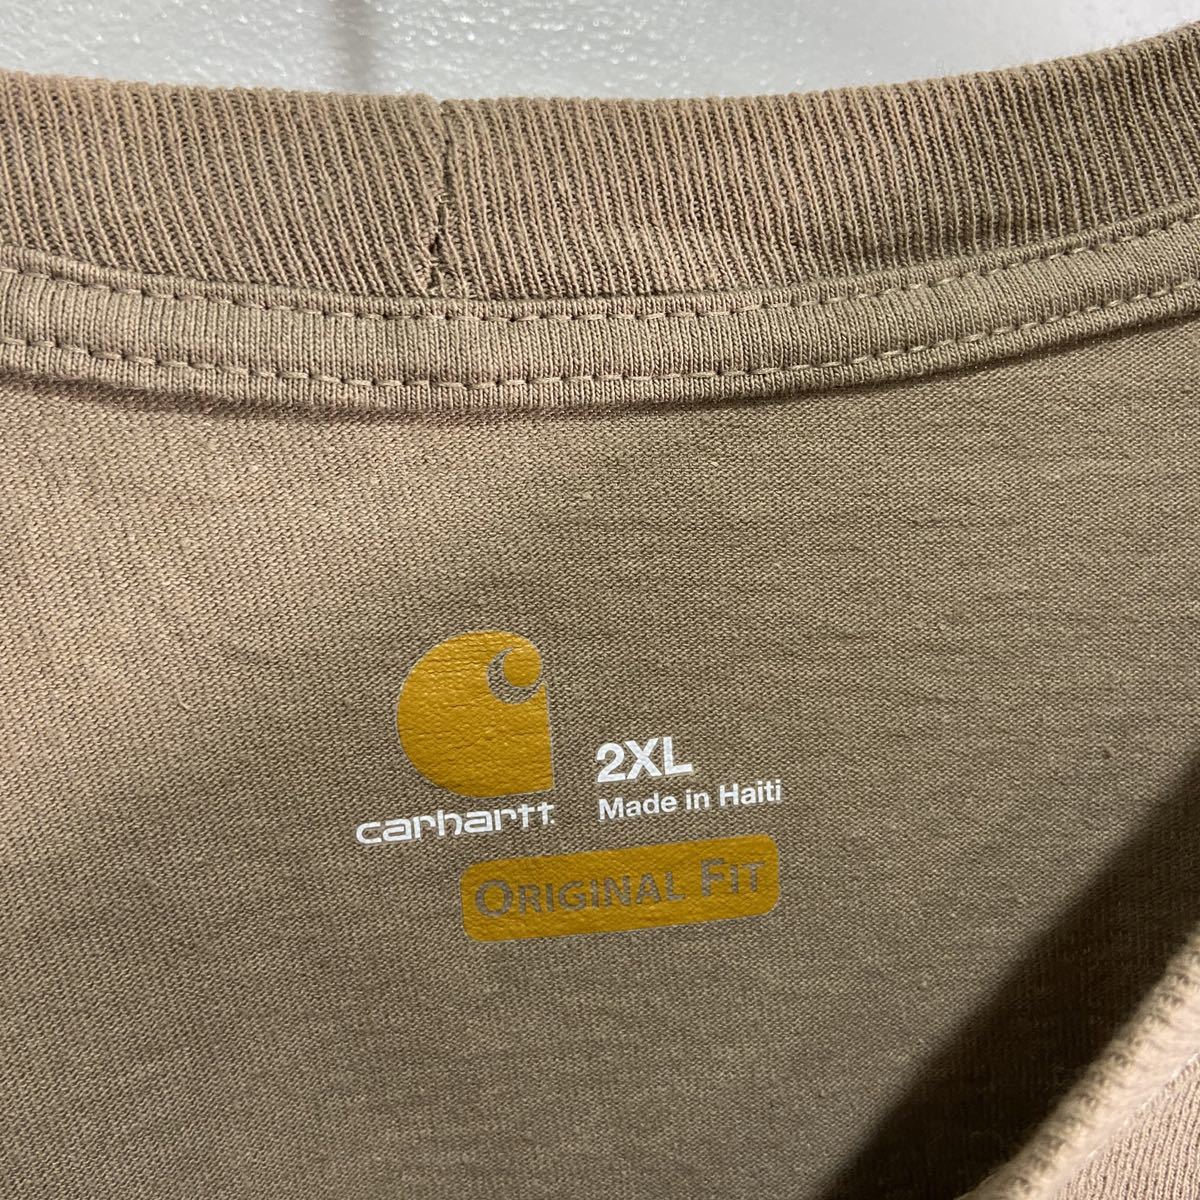 2XL
Made in Haiti
carhartt
ORIGINAL FIT